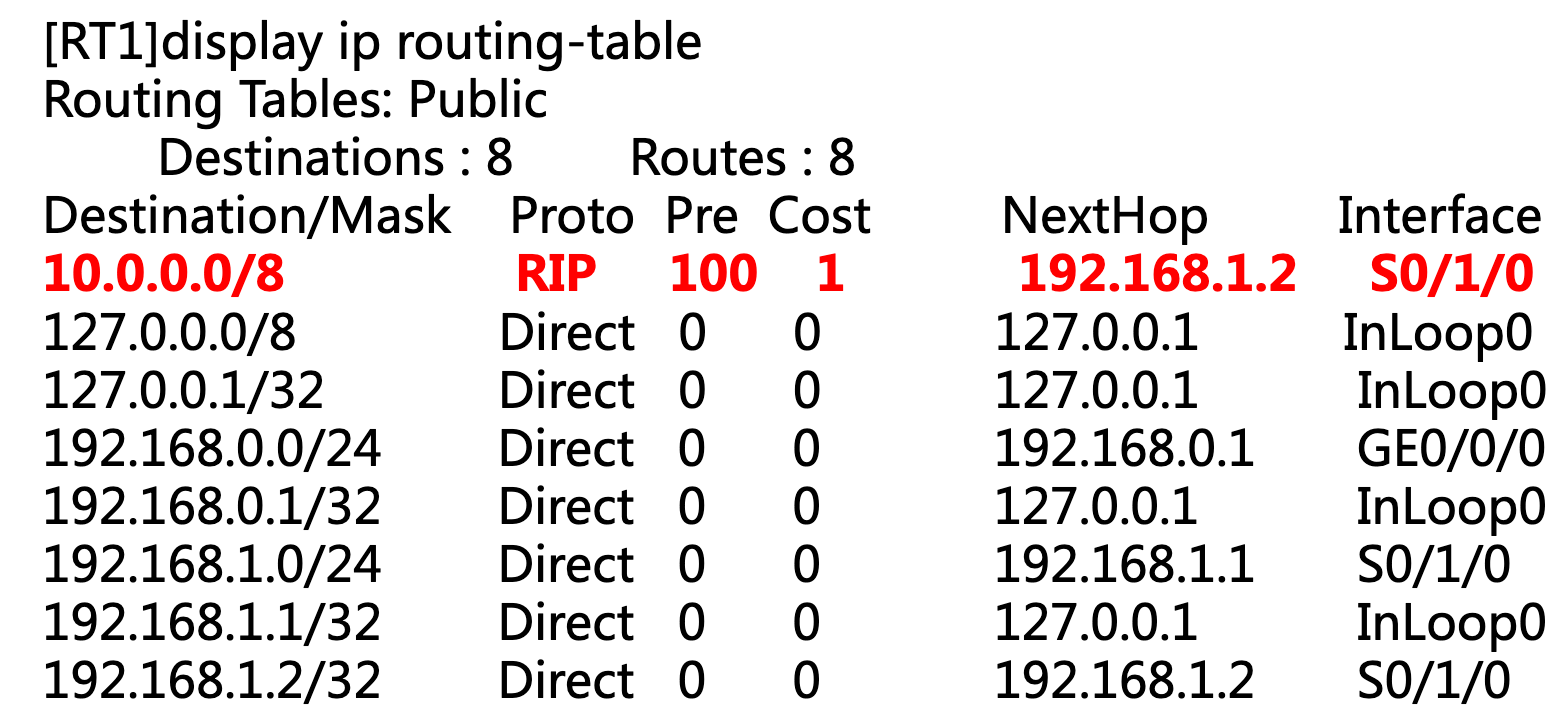 [RT1]display ip routing-table
Routing Tables: Public
Destinations : 8 Routes : 8
Destination/Mask Proto Pre Cost NextHop Interface
10.0.0.0/8 RIP 100 1 192.168.1.2 S0/1/0
127.0.0.0/8 Direct 0 0 127.0.0.1 InLoop0
127.0.0.1/32 Direct 0 0 127.0.0.1 InLoop0
192.168.0.0/24 Direct 0 0 192.168.0.1 GE0/0/0
192.168.0.1/32 Direct 0 0 127.0.0.1 InLoop0
192.168.1.0/24 Direct 0 0 192.168.1.1 S0/1/0
192.168.1.1/32 Direct 0 0 127.0.0.1 InLoop0
192.168.1.2/32 Direct 0 0 192.168.1.2 S0/1/0